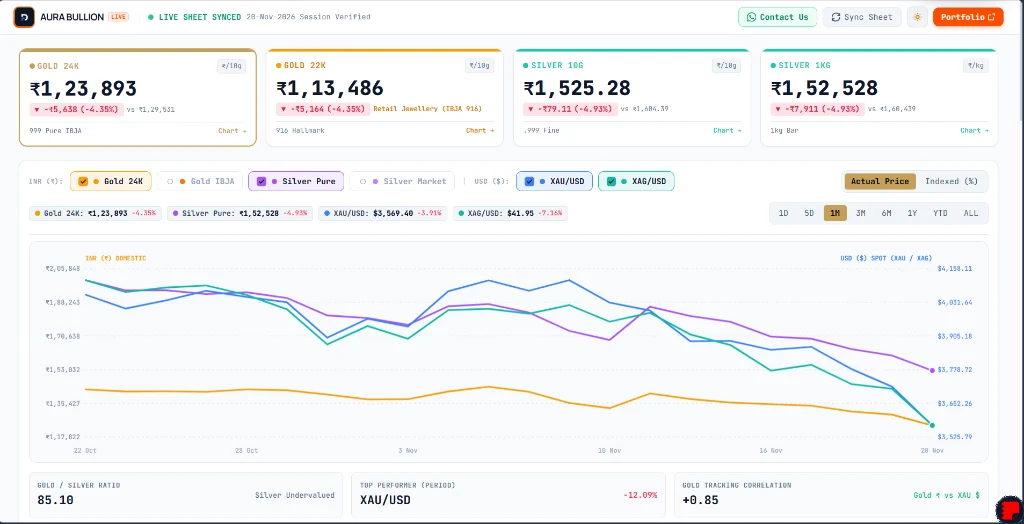 AURA BULLION LIVE
LIVE SHEET SYNCED 20-Nov-2026 Session Verified
Contact Us
Sync Sheet
Portfolio
GOLD 24K ₹/10g
₹1,23,893
▼ -₹5,638 (-4.35%) vs ₹1,29,531
999 Pure IBJA Chart →
GOLD 22K ₹/10g
₹1,13,486
▼ -₹5,164 (-4.35%) Retail Jewellery (IBJA 916)
916 Hallmark Chart →
SILVER 10G ₹/10g
₹1,525.28
▼ -₹79.11 (-4.93%) vs ₹1,604.39
.999 Fine Chart →
SILVER 1KG ₹/kg
₹1,52,528
▼ -₹7,911 (-4.93%) vs ₹1,60,439
1kg Bar Chart →
INR (₹): Gold 24K Gold IBJA Silver Pure Silver Market | USD ($): XAU/USD XAG/USD
Actual Price Indexed (%)
Gold 24K: ₹1,23,893 -4.35% Silver Pure: ₹1,52,528 -4.93% XAU/USD: $3,569.40 -3.91% XAG/USD: $41.95 -7.16%
1D 5D 1M 3M 6M 1Y YTD ALL
INR (₹) DOMESTIC USD ($) SPOT (XAU / XAG)
₹2,05,848 $4,158.11
₹1,88,243 $4,031.64
₹1,70,638 $3,905.18
₹1,53,032 $3,778.72
₹1,35,427 $3,652.26
₹1,17,822 $3,525.79
22 Oct 28 Oct 3 Nov 10 Nov 16 Nov 20 Nov
GOLD / SILVER RATIO
85.10 Silver Undervalued
TOP PERFORMER (PERIOD)
XAU/USD -12.09%
GOLD TRACKING CORRELATION
+0.85 Gold ₹ vs XAU $